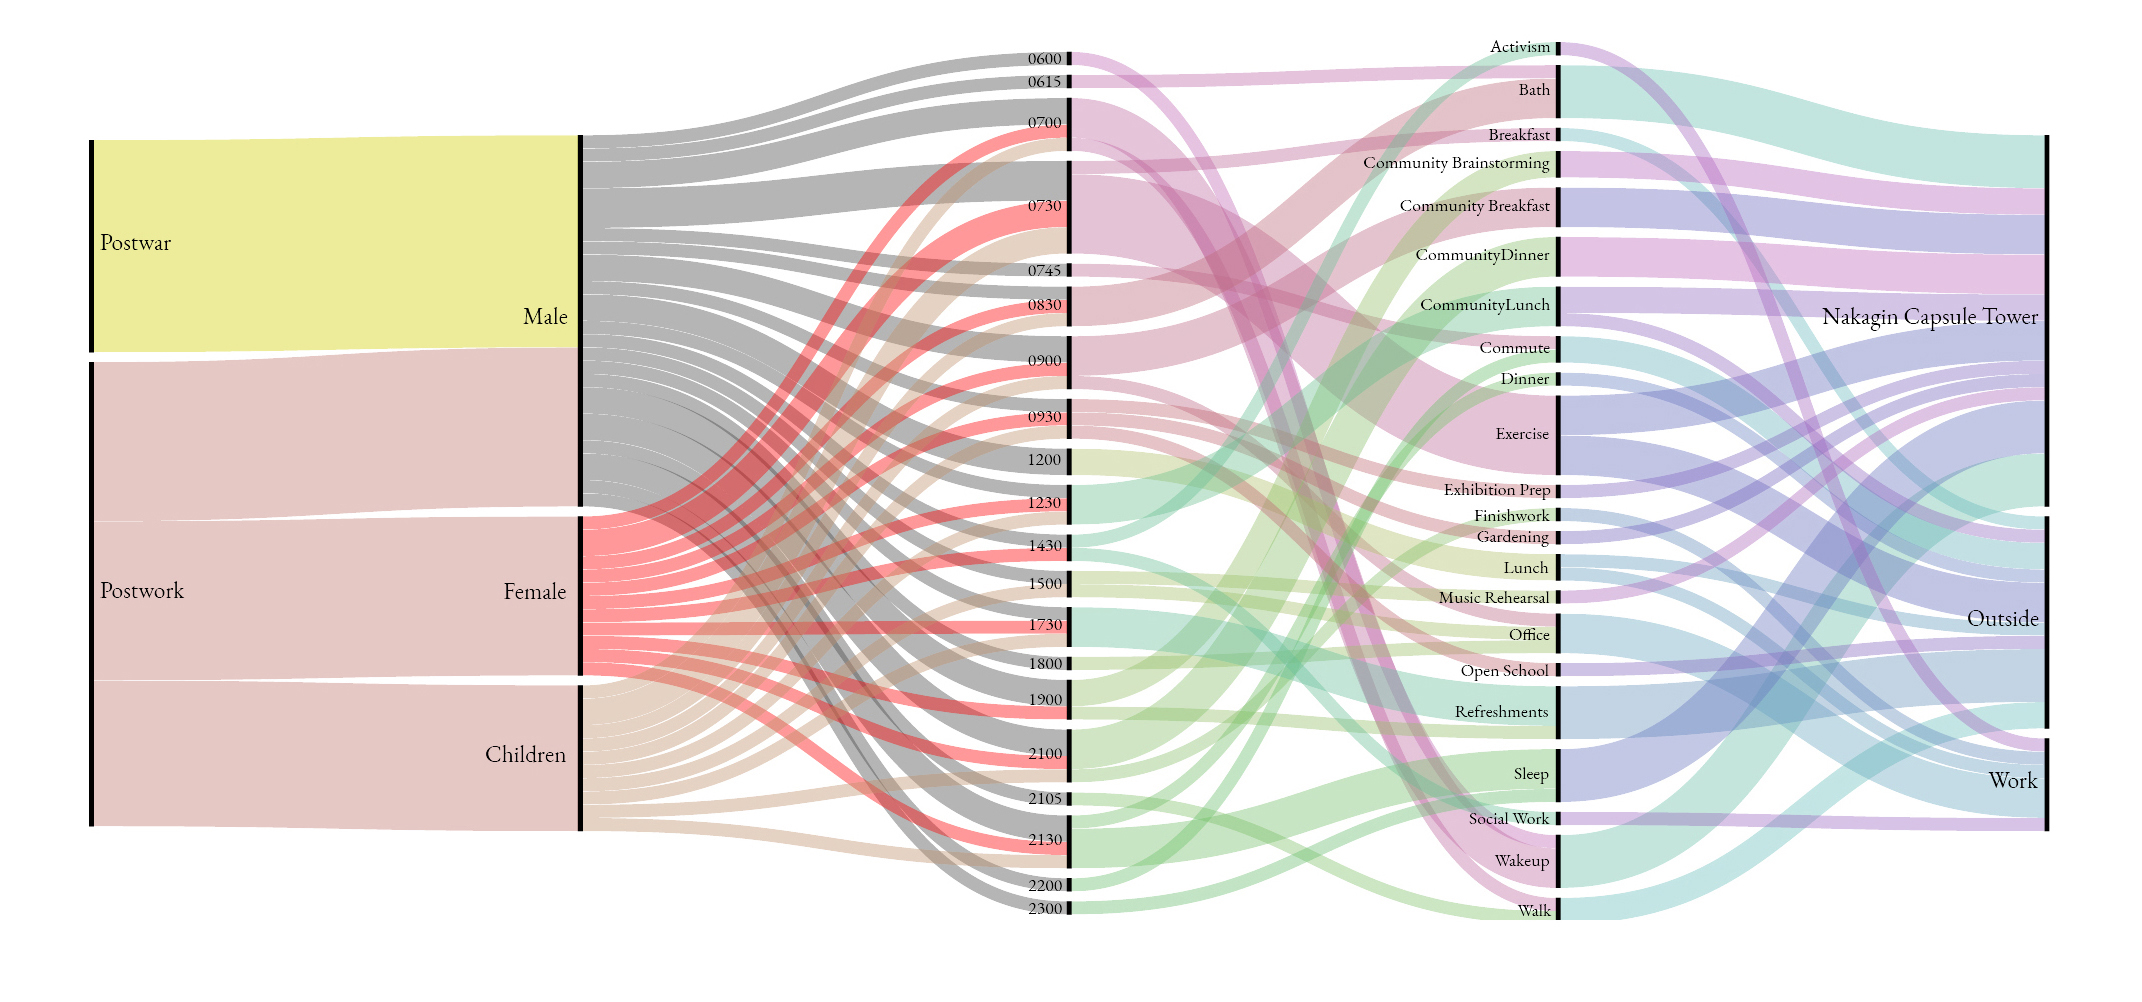 Postwar
Postwork
Male
Female
Children
0600
0615
0700
0730
0745
0830
0900
0930
1200
1230
1430
1500
1730
1800
1900
2100
2105
2130
2200
2300
Activism
Bath
Breakfast
Community Brainstorming
Community Breakfast
CommunityDinner
CommunityLunch
Commute
Dinner
Exercise
Exhibition Prep
Finishwork
Gardening
Lunch
Music Rehearsal
Office
Open School
Refreshments
Sleep
Social Work
Wakeup
Walk
Nakagin Capsule Tower
Outside
Work